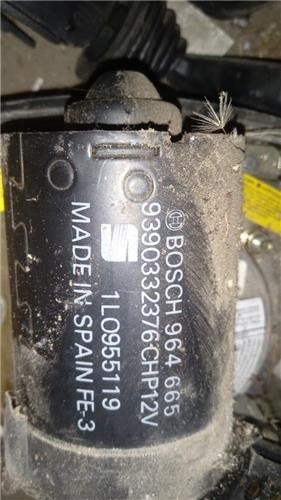 BOSCH 964 665
9390332376CHP12V
1L0955119
MADE IN SPAIN FE-3